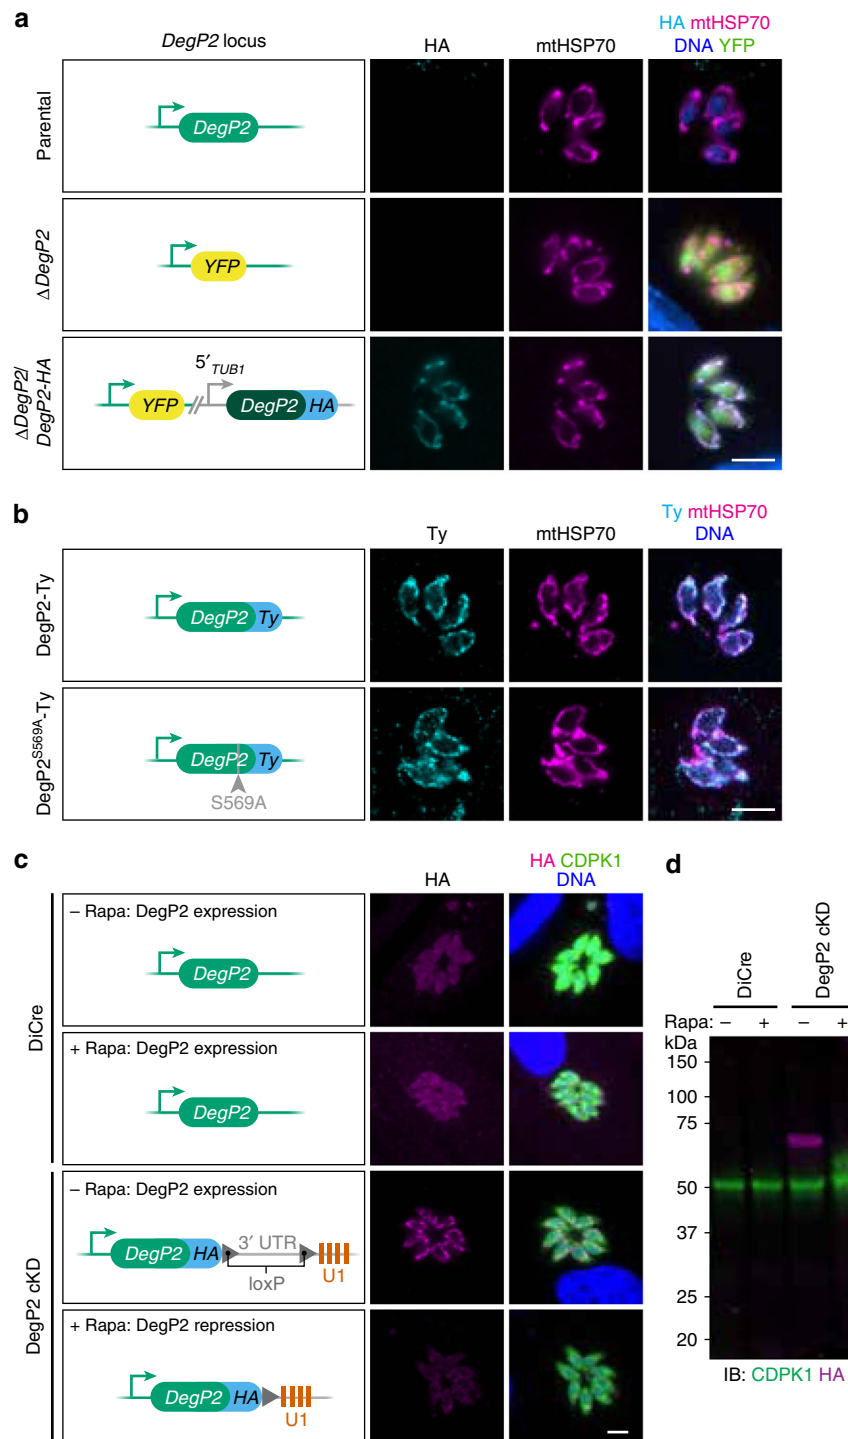 a
DegP2 locus
HA
mtHSP70
HA mtHSP70
DNA YFP
Parental
DegP2
ΔDegP2
YFP
ΔDegP2/
DegP2-HA
5′TUB1
YFP
DegP2
HA
b
Ty
mtHSP70
Ty mtHSP70
DNA
DegP2-Ty
DegP2
Ty
DegP2S569A-Ty
DegP2
Ty
S569A
c
HA
HA CDPK1
DNA
DiCre
– Rapa: DegP2 expression
DegP2
+ Rapa: DegP2 expression
DegP2
DegP2 cKD
– Rapa: DegP2 expression
DegP2
HA
3′ UTR
loxP
U1
+ Rapa: DegP2 repression
DegP2
HA
U1
d
DiCre
DegP2 cKD
Rapa: – + – +
kDa
150
100
75
50
37
25
20
IB: CDPK1 HA